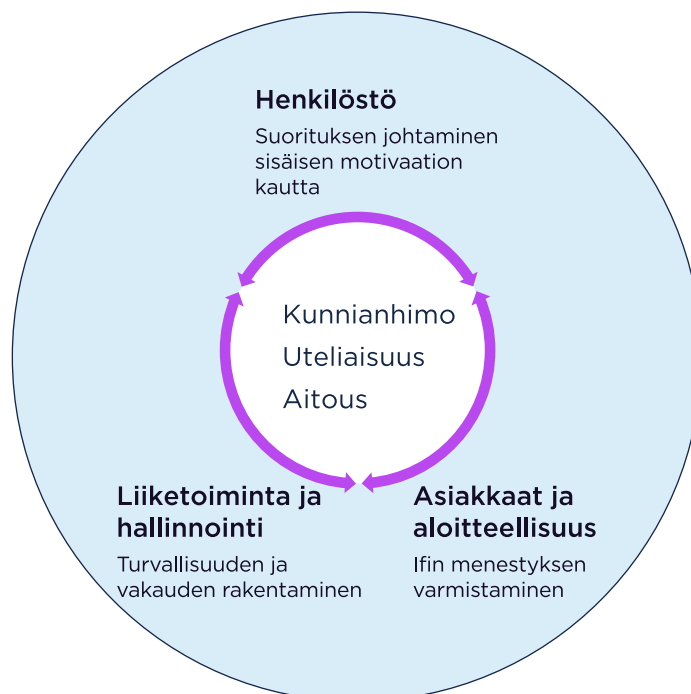 Henkilöstö
Suorituksen johtaminen
sisäisen motivaation
kautta
Kunnianhimo
Uteliaisuus
Aitous
Liiketoiminta ja
hallinnointi
Turvallisuuden ja
vakauden rakentaminen
Asiakkaat ja
aloitteellisuus
Ifin menestyksen
varmistaminen